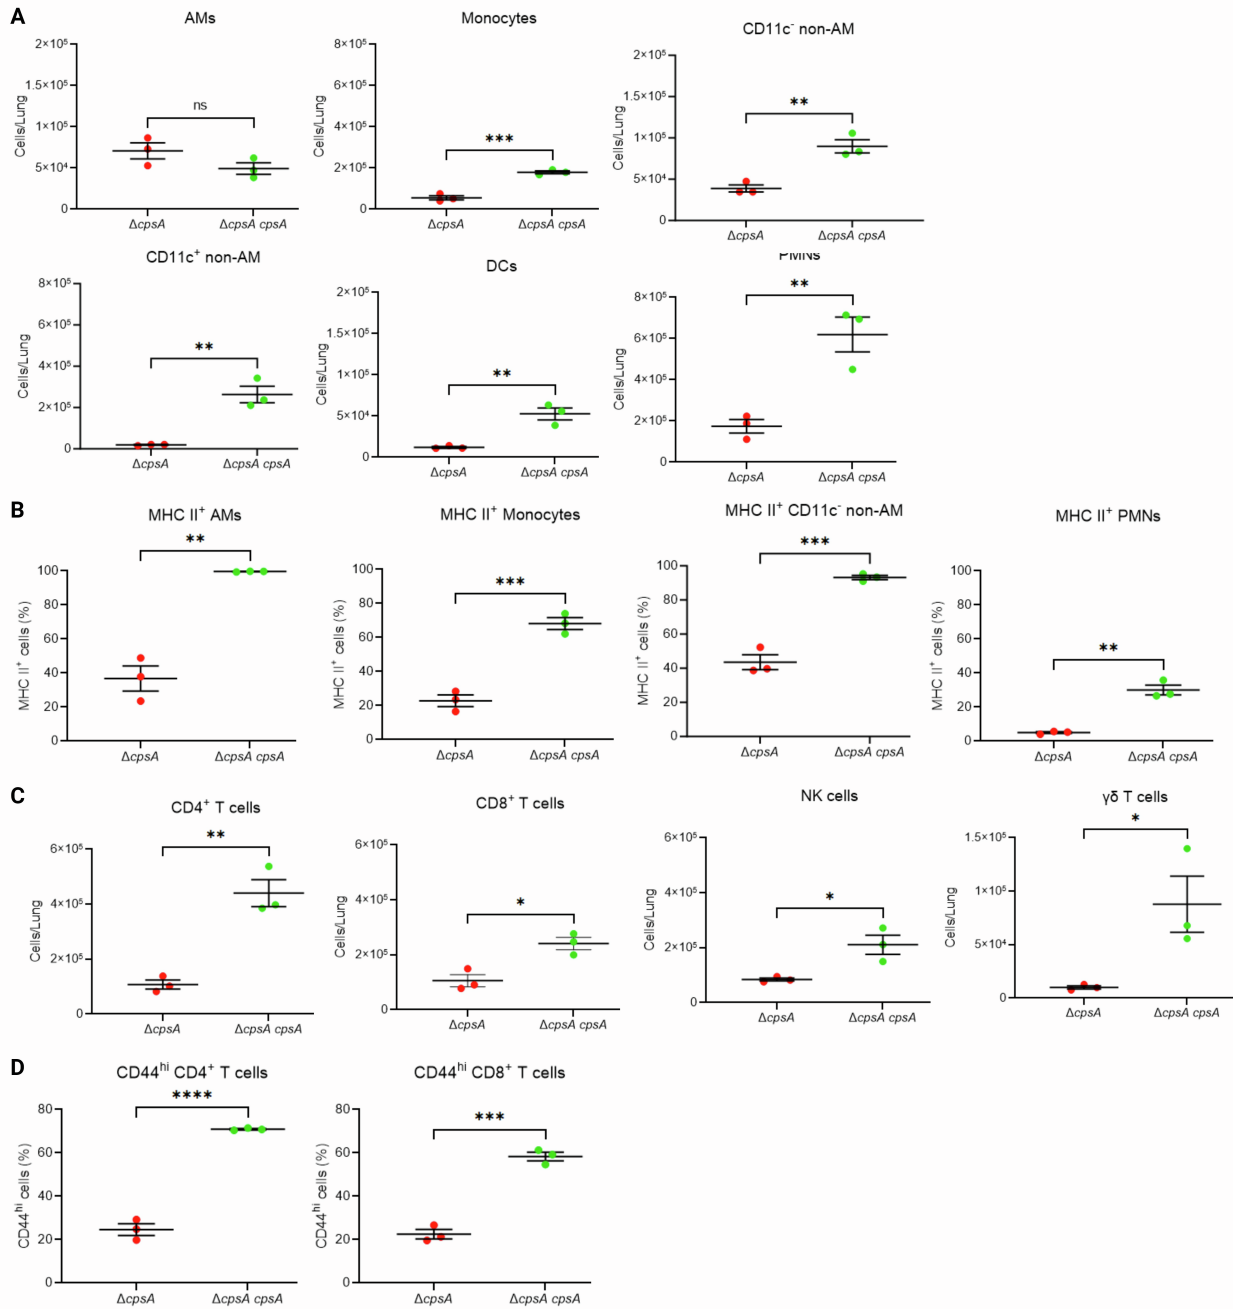 A
AMs
2×10⁵
1.5×10⁵
1×10⁵
5×10⁴
0
Cells/Lung
ns
ΔcpsA
ΔcpsA cpsA
Monocytes
8×10⁵
6×10⁵
4×10⁵
2×10⁵
0
Cells/Lung
***
ΔcpsA
ΔcpsA cpsA
CD11c⁻ non-AM
2×10⁵
1.5×10⁵
1×10⁵
5×10⁴
0
Cells/Lung
**
ΔcpsA
ΔcpsA cpsA
CD11c⁺ non-AM
8×10⁵
6×10⁵
4×10⁵
2×10⁵
0
Cells/Lung
**
ΔcpsA
ΔcpsA cpsA
DCs
2×10⁵
1.5×10⁵
1×10⁵
5×10⁴
0
Cells/Lung
**
ΔcpsA
ΔcpsA cpsA
PMNs
8×10⁵
6×10⁵
4×10⁵
2×10⁵
0
Cells/Lung
**
ΔcpsA
ΔcpsA cpsA
B
MHC II⁺ AMs
100
80
60
40
20
0
MHC II⁺ cells (%)
**
ΔcpsA
ΔcpsA cpsA
MHC II⁺ Monocytes
100
80
60
40
20
0
MHC II⁺ cells (%)
***
ΔcpsA
ΔcpsA cpsA
MHC II⁺ CD11c⁻ non-AM
100
80
60
40
20
0
MHC II⁺ cells (%)
***
ΔcpsA
ΔcpsA cpsA
MHC II⁺ PMNs
100
80
60
40
20
0
MHC II⁺ cells (%)
**
ΔcpsA
ΔcpsA cpsA
C
CD4⁺ T cells
6×10⁵
4×10⁵
2×10⁵
0
Cells/Lung
**
ΔcpsA
ΔcpsA cpsA
CD8⁺ T cells
6×10⁵
4×10⁵
2×10⁵
0
Cells/Lung
*
ΔcpsA
ΔcpsA cpsA
NK cells
6×10⁵
4×10⁵
2×10⁵
0
Cells/Lung
*
ΔcpsA
ΔcpsA cpsA
γδ T cells
1.5×10⁵
1×10⁵
5×10⁴
0
Cells/Lung
*
ΔcpsA
ΔcpsA cpsA
D
CD44ʰⁱ CD4⁺ T cells
80
60
40
20
0
CD44ʰⁱ cells (%)
****
ΔcpsA
ΔcpsA cpsA
CD44ʰⁱ CD8⁺ T cells
80
60
40
20
0
CD44ʰⁱ cells (%)
***
ΔcpsA
ΔcpsA cpsA